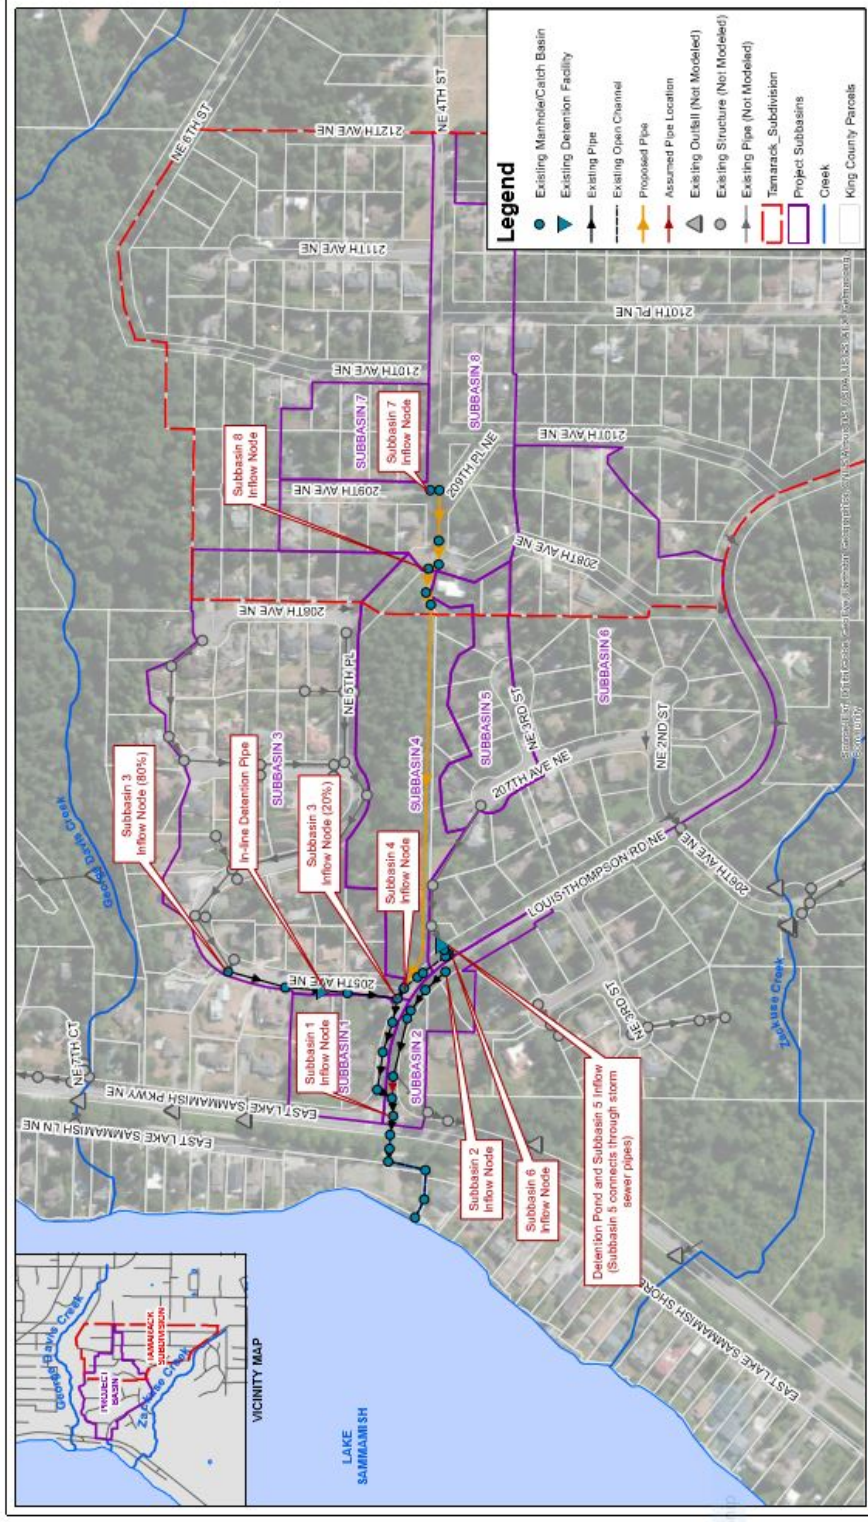 Legend
Existing Manhole/Catch Basin
Existing Detention Facility
Existing Pipe
Existing Open Channel
Proposed Pipe
Assumed Pipe Location
Existing Outfall (Not Modeled)
Existing Structure (Not Modeled)
Existing Pipe (Not Modeled)
Tamarack_Subdivision
Project Subbasins
Creek
King County Parcels
VICINITY MAP
George Davis Creek
PROJECT
BASIN
TAMARACK
SUBDIVISION
Zackuse Creek
LAKE
SAMMAMISH
Subbasin 3
Inflow Node (80%)
In-line Detention Pipe
Subbasin 3
Inflow Node (20%)
Subbasin 4
Inflow Node
Subbasin 1
Inflow Node
Subbasin 8
Inflow Node
Subbasin 7
Inflow Node
Subbasin 2
Inflow Node
Subbasin 6
Inflow Node
Detention Pond and Subbasin 5 Inflow
(Subbasin 5 connects through storm
sewer pipes)
SUBBASIN 1
SUBBASIN 2
SUBBASIN 3
SUBBASIN 4
SUBBASIN 5
SUBBASIN 6
SUBBASIN 7
SUBBASIN 8
George Davis Creek
Zackuse Creek
NE 6TH ST
NE 4TH ST
212TH AVE NE
211TH AVE NE
210TH AVE NE
210TH PL NE
210TH AVE NE
209TH AVE NE
209TH PL NE
208TH AVE NE
208TH AVE NE
NE 5TH PL
207TH AVE NE
NE 3RD ST
NE 2ND ST
206TH AVE NE
LOUIS THOMPSON RD NE
205TH AVE NE
NE 3RD ST
NE 7TH CT
EAST LAKE SAMMAMISH PKWY NE
EAST LAKE SAMMAMISH LN NE
EAST LAKE SAMMAMISH SHORE